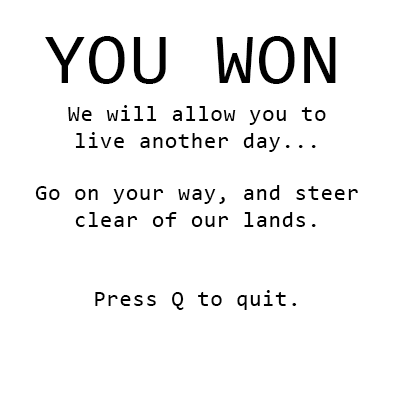 YOU WON
We will allow you to
live another day...
Go on your way, and steer
clear of our lands.
Press Q to quit.